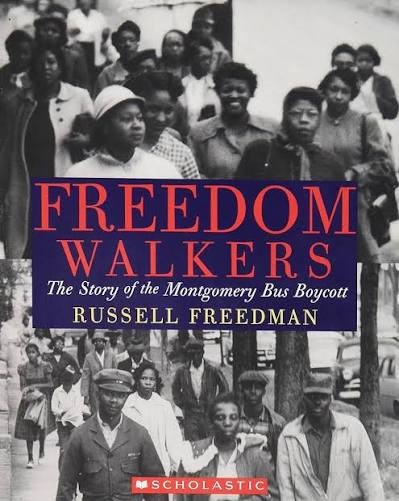 FREEDOM
WALKERS
The Story of the Montgomery Bus Boycott
RUSSELL FREEDMAN
SCHOLASTIC